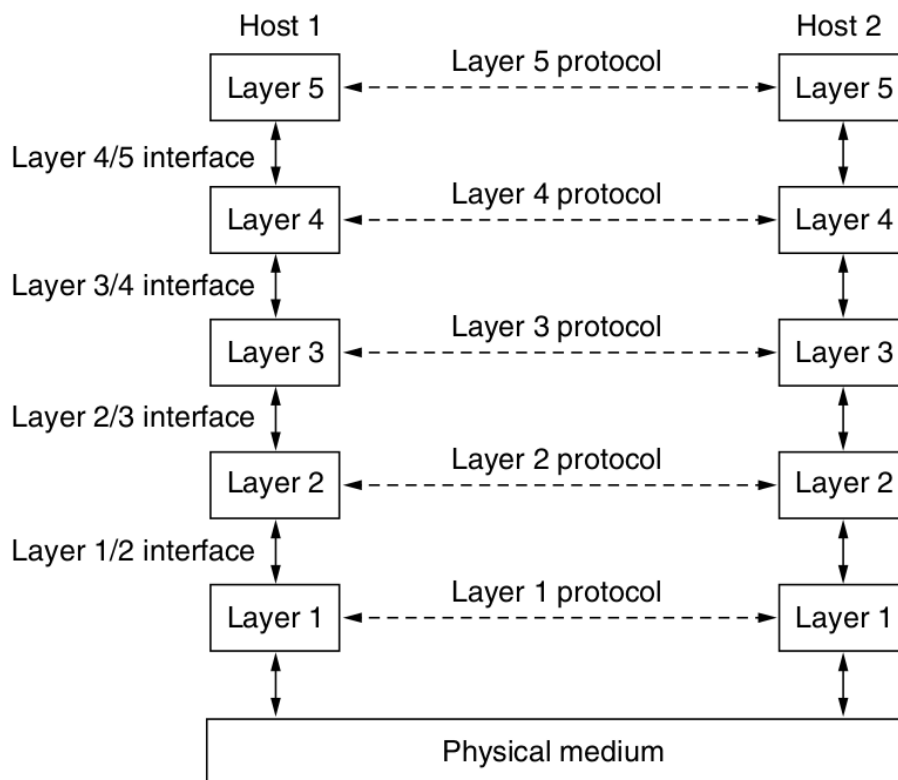 Host 1
Host 2
Layer 5 protocol
Layer 5
Layer 5
Layer 4/5 interface
Layer 4 protocol
Layer 4
Layer 4
Layer 3/4 interface
Layer 3 protocol
Layer 3
Layer 3
Layer 2/3 interface
Layer 2 protocol
Layer 2
Layer 2
Layer 1/2 interface
Layer 1 protocol
Layer 1
Layer 1
Physical medium